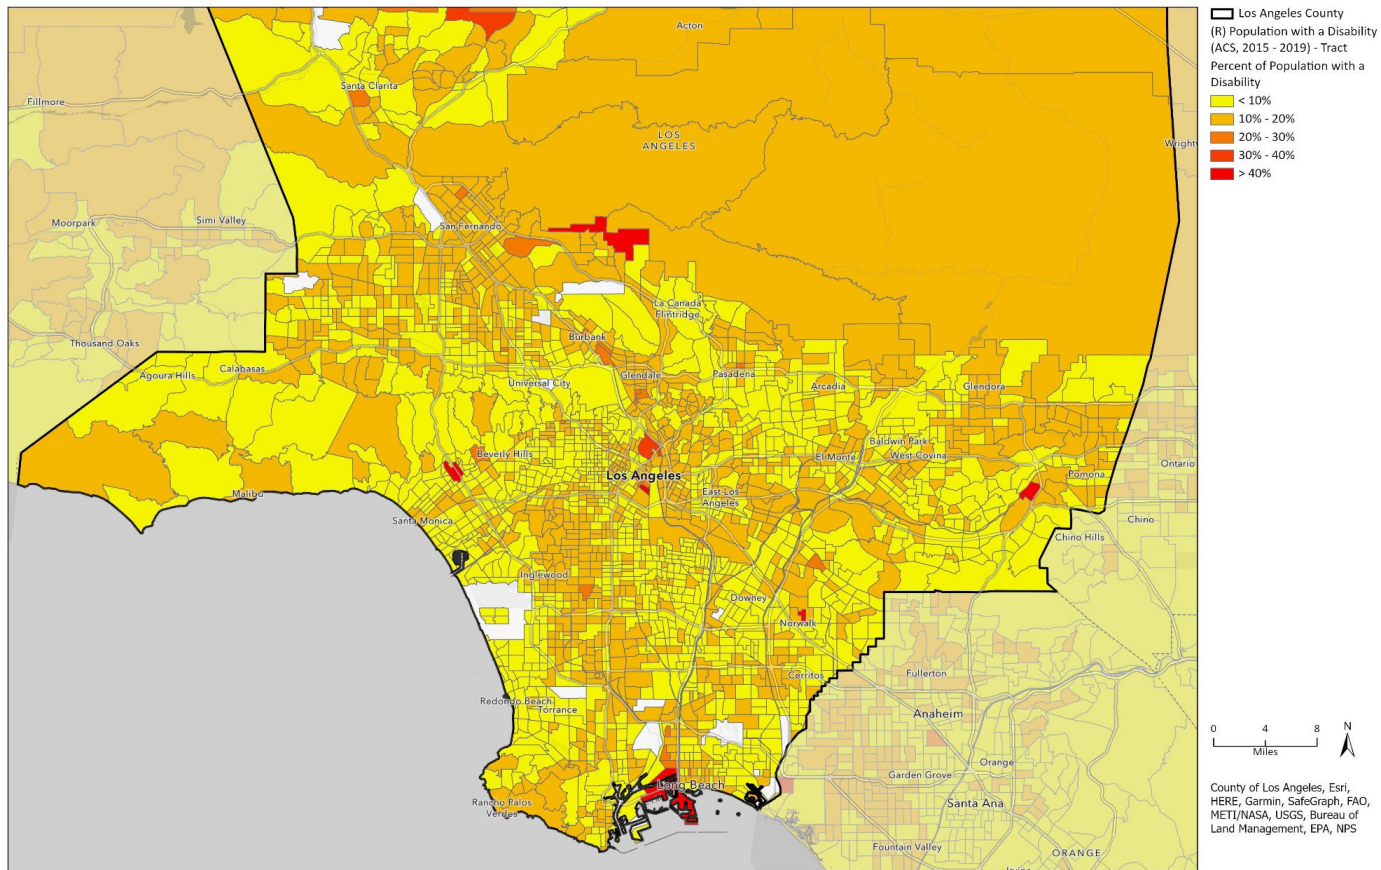 Los Angeles County
(R) Population with a Disability
(ACS, 2015 - 2019) - Tract
Percent of Population with a
Disability
< 10%
10% - 20%
20% - 30%
30% - 40%
> 40%
Acton
Santa Clarita
Fillmore
LOS
ANGELES
Wrightw
Moorpark
Simi Valley
San Fernando
La Canada
Flintridge
Thousand Oaks
Burbank
Agoura Hills
Calabasas
Universal City
Glendale
Pasadena
Arcadia
Glendora
Beverly Hills
Baldwin Park
El Monte
West Covina
Los Angeles
Pomona
Ontario
Malibu
East Los
Angeles
Santa Monica
Chino
Chino Hills
Inglewood
Downey
Norwalk
Cerritos
Fullerton
Redondo Beach
Torrance
Anaheim
Long Beach
Orange
Garden Grove
Rancho Palos
Verdes
Santa Ana
Fountain Valley
ORANGE
Irvine
0 4 8
Miles
N
County of Los Angeles, Esri,
HERE, Garmin, SafeGraph, FAO,
METI/NASA, USGS, Bureau of
Land Management, EPA, NPS